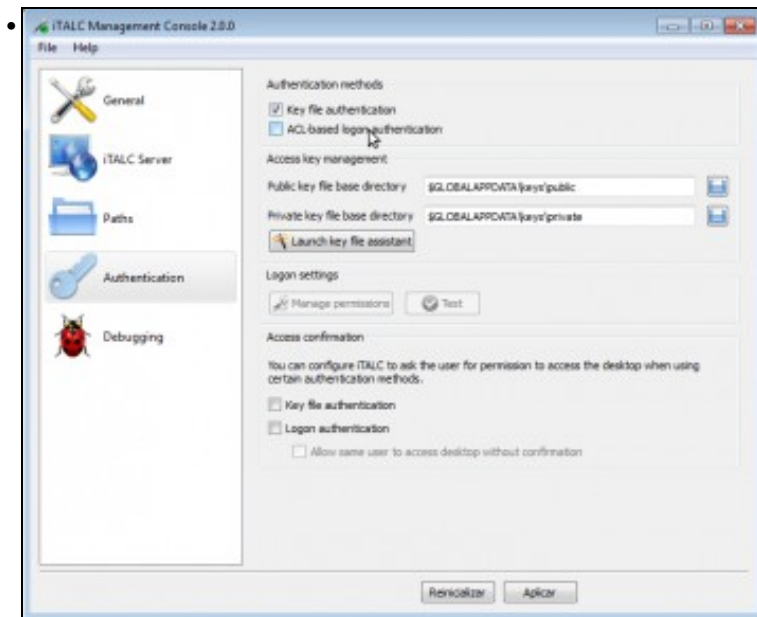 iTALC Management Console 2.0.0
File Help
General
iTALC Server
Paths
Authentication
Debugging
Authentication methods
Key file authentication
ACL-based logon authentication
Access key management
Public key file base directory $GLOBALAPPDATA\keys\public
Private key file base directory $GLOBALAPPDATA\keys\private
Launch key file assistant
Logon settings
Manage permissions Test
Access confirmation
You can configure iTALC to ask the user for permission to access the desktop when using
certain authentication methods.
Key file authentication
Logon authentication
Allow same user to access desktop without confirmation
Reinicializar Aplicar